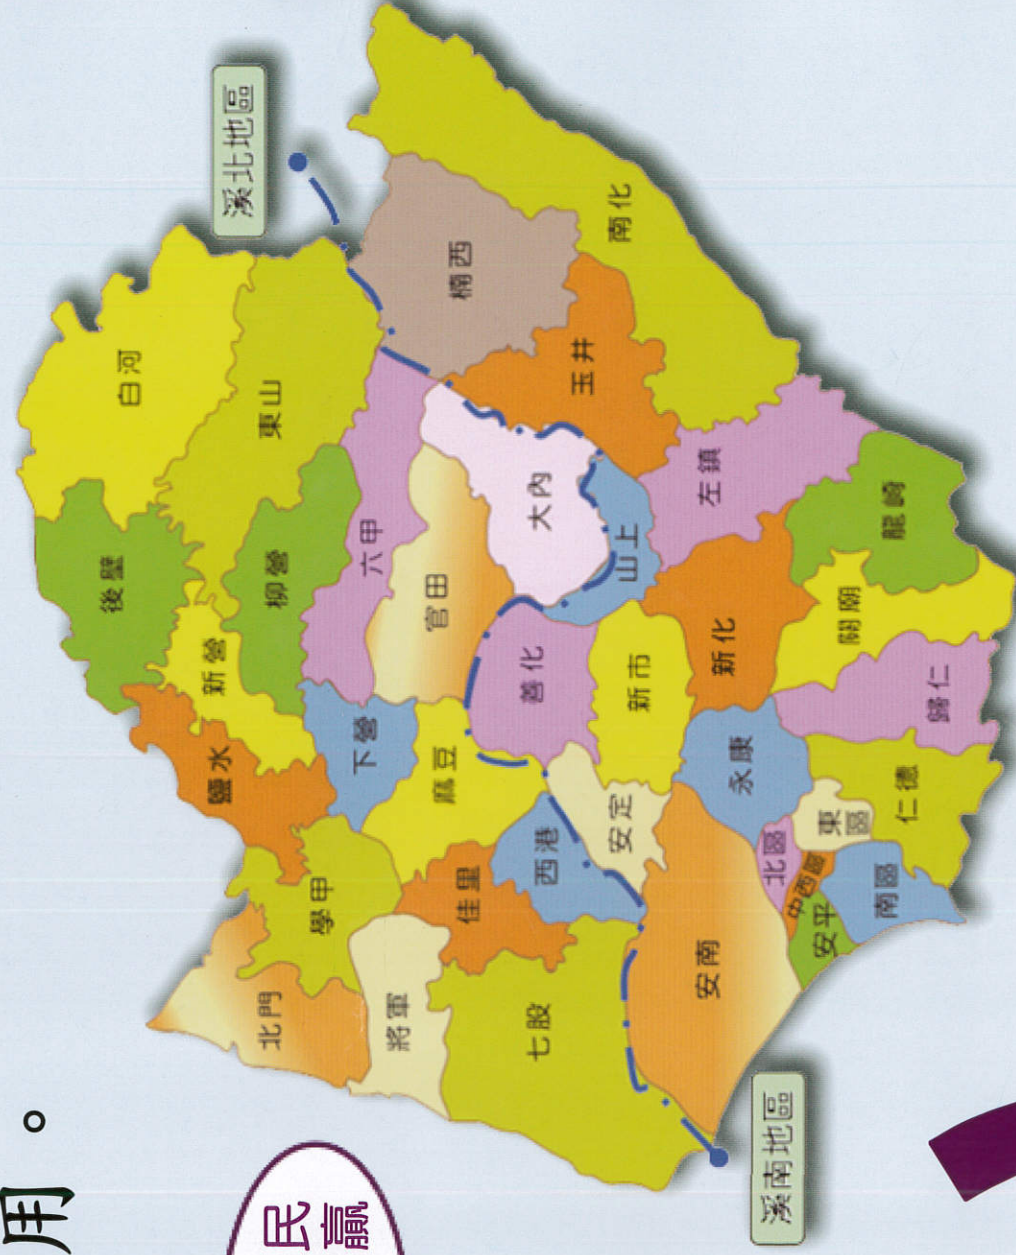 用。
後壁
白河
新營
鹽水
溪北地區
民
贏
北門
東山
柳營
學甲
下營
六甲
將軍
官田
麻豆
楠西
佳里
善化
七股
大內
西港
玉井
安定
南化
山上
新市
安南
左鎮
新化
永康
北區
溪南地區
中西區
安平
東
區
關廟
南區
龍崎
仁德
歸仁